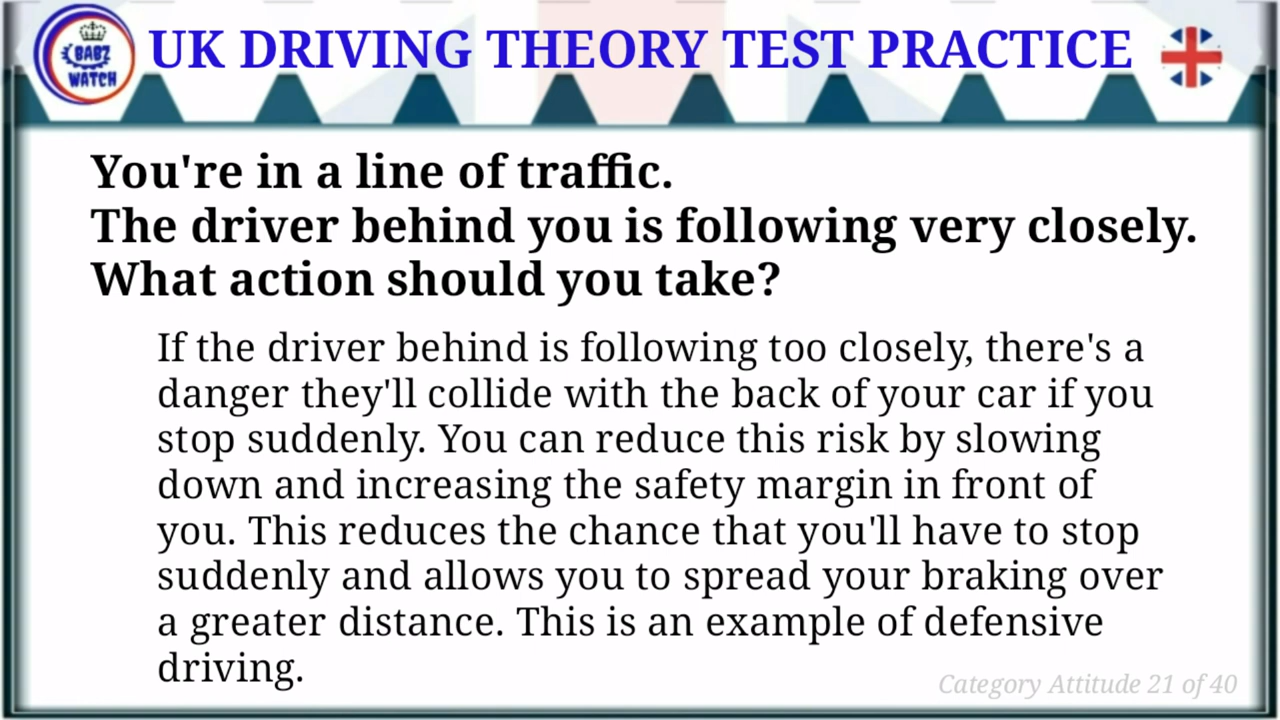 BABZ
WATCH
UK DRIVING THEORY TEST PRACTICE
You're in a line of traffic.
The driver behind you is following very closely.
What action should you take?
If the driver behind is following too closely, there's a
danger they'll collide with the back of your car if you
stop suddenly. You can reduce this risk by slowing
down and increasing the safety margin in front of
you. This reduces the chance that you'll have to stop
suddenly and allows you to spread your braking over
a greater distance. This is an example of defensive
driving.
Category Attitude 21 of 40